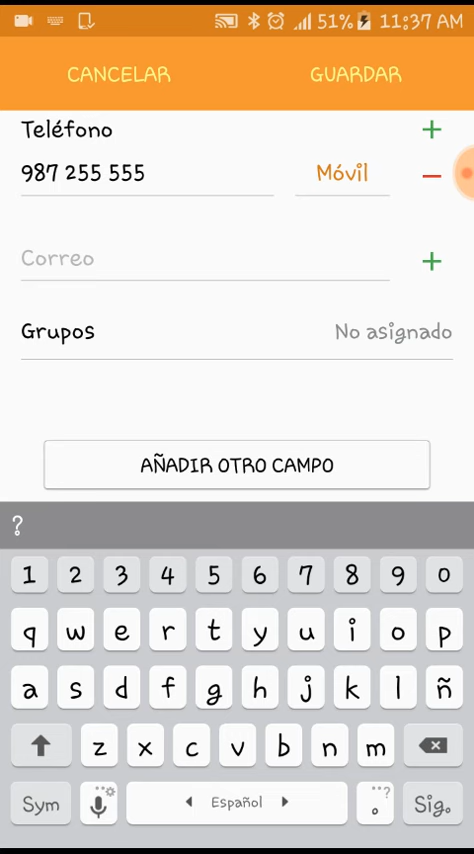 51% 11:37 AM
CANCELAR GUARDAR
Teléfono +
987 255 555 Móvil −
Correo +
Grupos No asignado
AÑADIR OTRO CAMPO
?
1 2 3 4 5 6 7 8 9 0
q w e r t y u i o p
a s d f g h j k l ñ
z x c v b n m
Sym Español . ? Sig.